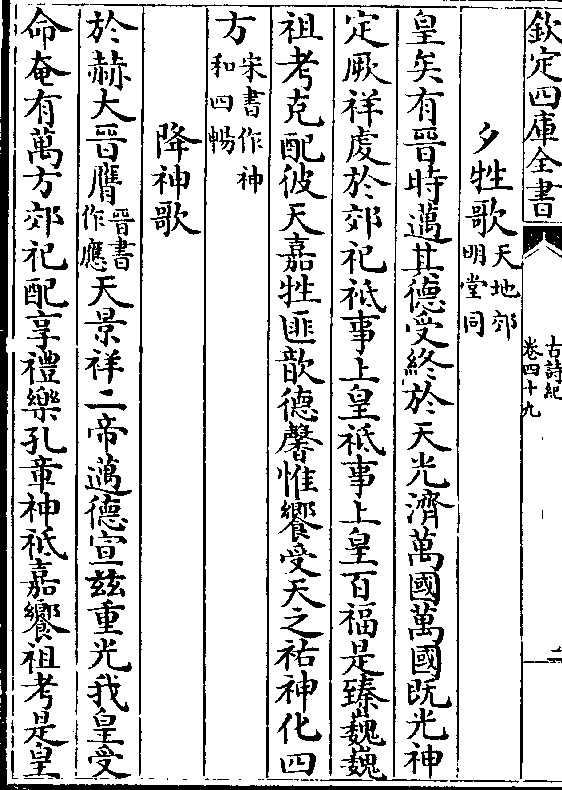 欽定四庫全書
古詩紀
卷四十九
二
夕牲歌天地郊
明堂同
皇矣有晉時邁其德受終於天光濟萬國萬國既光神
定厥祥虔於郊祀祗事上皇祗事上皇百福是臻巍巍
祖考克配彼天嘉牲匪歆德馨惟饗受天之祐神化四
方宋書作神
和四暢
降神歌
於赫大晉膺晉書
作應天景祥二帝邁德宣兹重光我皇受
命奄有萬方郊祀配享禮樂孔章神祗嘉饗祖考是皇